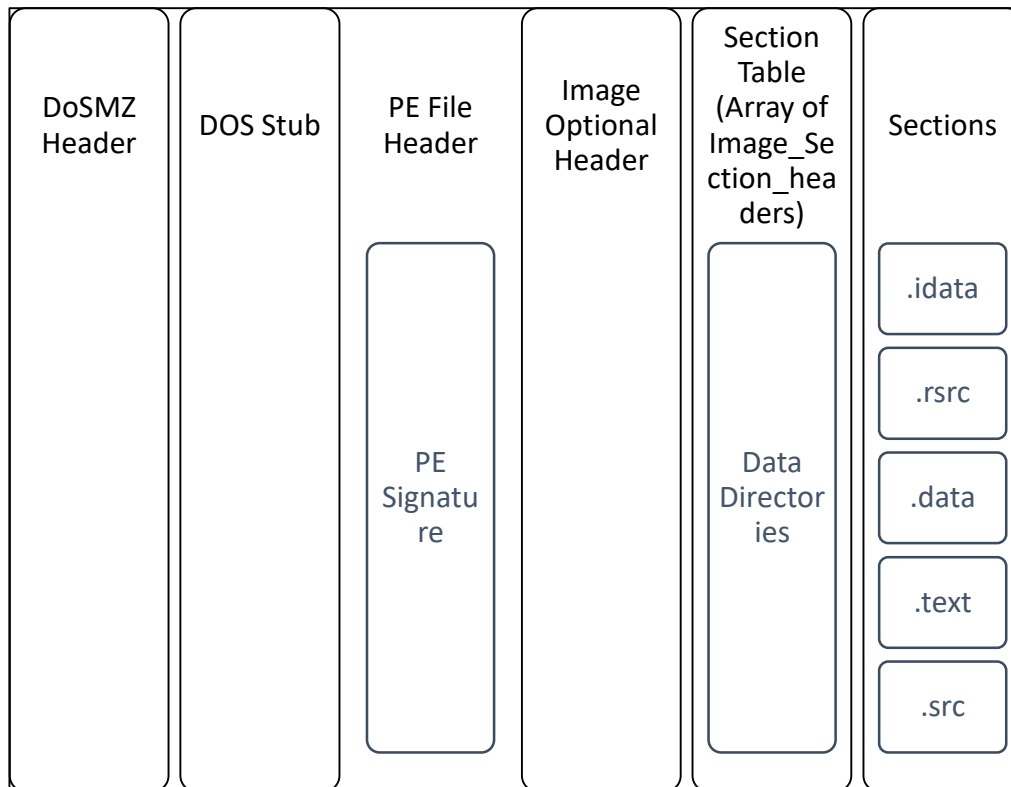 DoSMZ
Header
DOS Stub
PE File
Header
Image
Optional
Header
Section
Table
(Array of
Image_Se
ction_hea
ders)
Sections
PE
Signatu
re
Data
Director
ies
.idata
.rsrc
.data
.text
.src